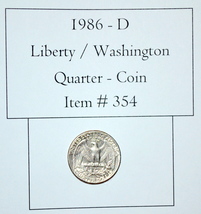 1986 - D
Liberty / Washington
Quarter - Coin
Item # 354